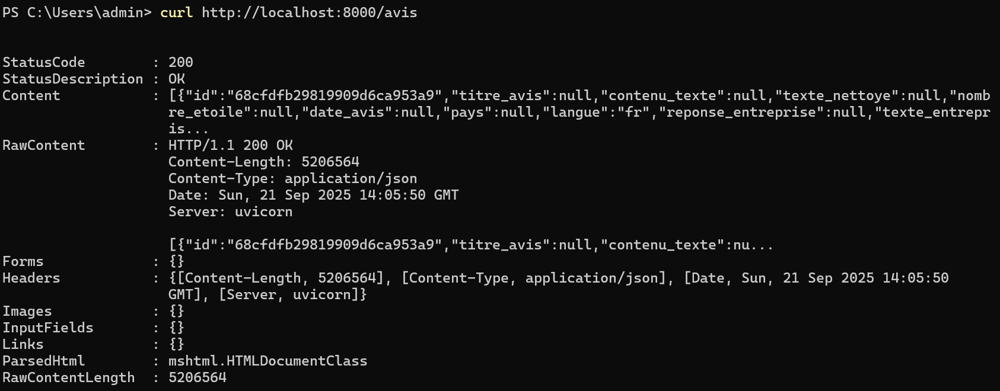 PS C:\Users\admin> curl http://localhost:8000/avis
StatusCode        : 200
StatusDescription : OK
Content           : [{"id":"68cfdfb29819909d6ca953a9","titre_avis":null,"contenu_texte":null,"texte_nettoye":null,"nomb
                    re_etoile":null,"date_avis":null,"pays":null,"langue":"fr","reponse_entreprise":null,"texte_entrepr
                    is...
RawContent        : HTTP/1.1 200 OK
                    Content-Length: 5206564
                    Content-Type: application/json
                    Date: Sun, 21 Sep 2025 14:05:50 GMT
                    Server: uvicorn
                    [{"id":"68cfdfb29819909d6ca953a9","titre_avis":null,"contenu_texte":nu...
Forms             : {}
Headers           : {[Content-Length, 5206564], [Content-Type, application/json], [Date, Sun, 21 Sep 2025 14:05:50
                    GMT], [Server, uvicorn]}
Images            : {}
InputFields       : {}
Links             : {}
ParsedHtml        : mshtml.HTMLDocumentClass
RawContentLength  : 5206564